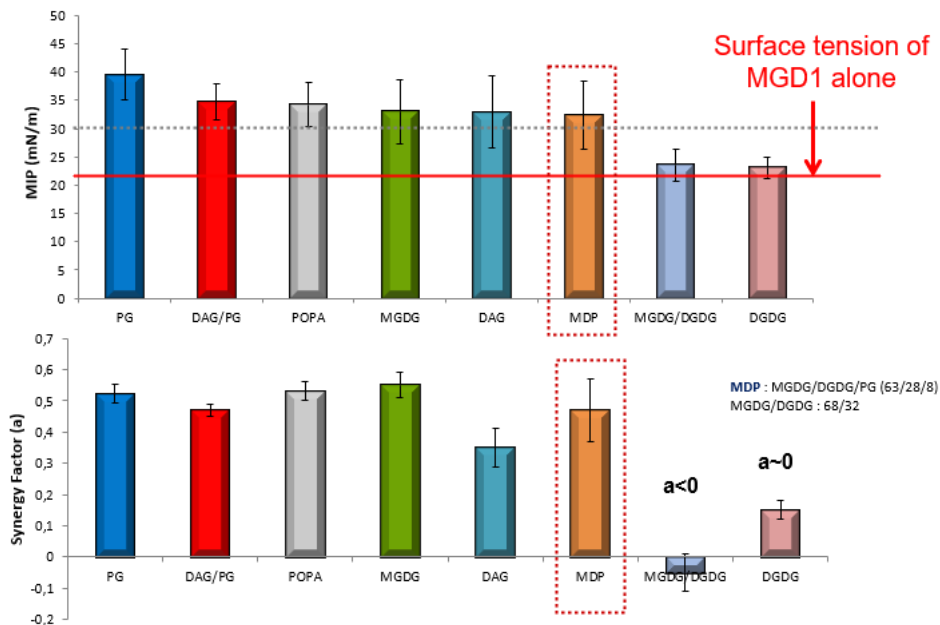 50
45
40
35
30
25
20
15
10
5
0
MIP (mN/m)
Surface tension of
MGD1 alone
PG DAG/PG POPA MGDG DAG MDP MGDG/DGDG DGDG
0,7
0,6
0,5
0,4
0,3
0,2
0,1
0
-0,1
-0,2
Synergy Factor (a)
MDP : MGDG/DGDG/PG (63/28/8)
MGDG/DGDG : 68/32
a<0
a~0
PG DAG/PG POPA MGDG DAG MDP MGDG/DGDG DGDG